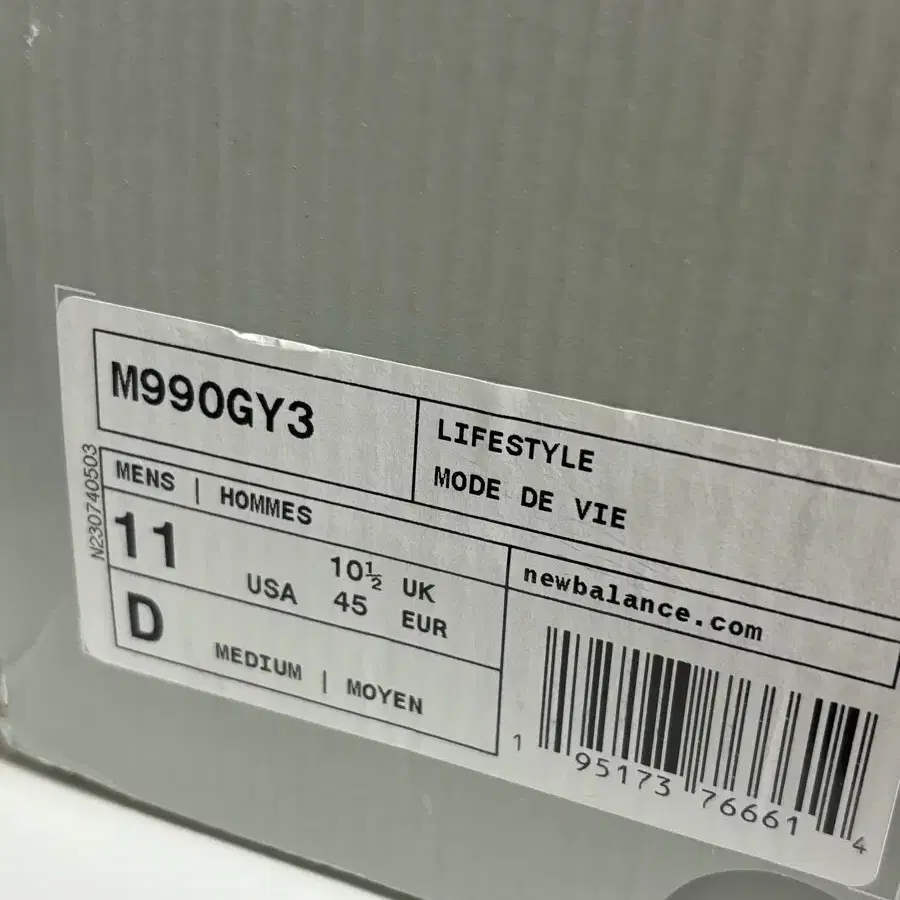 M990GY3
LIFESTYLE
MODE DE VIE
N230740503
MENS | HOMMES
11 USA 10½ UK
45 EUR
D MEDIUM | MOYEN
newbalance.com
1 95173 76661 4